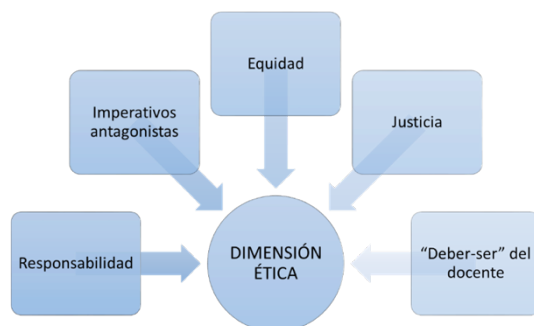 Equidad
Imperativos
antagonistas
Justicia
Responsabilidad
DIMENSIÓN
ÉTICA
“Deber-ser” del
docente